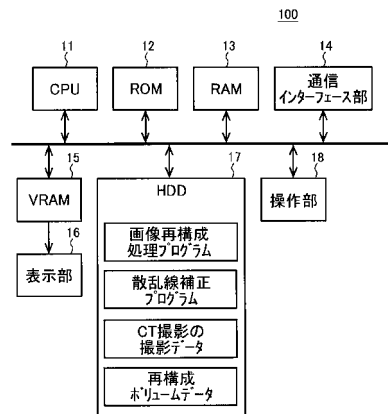 100
11
12
13
14
CPU
ROM
RAM
通信
インターフェース部
15
17
18
VRAM
HDD
操作部
16
表示部
画像再構成
処理プログラム
散乱線補正
プログラム
CT撮影の
撮影データ
再構成
ボリュームデータ